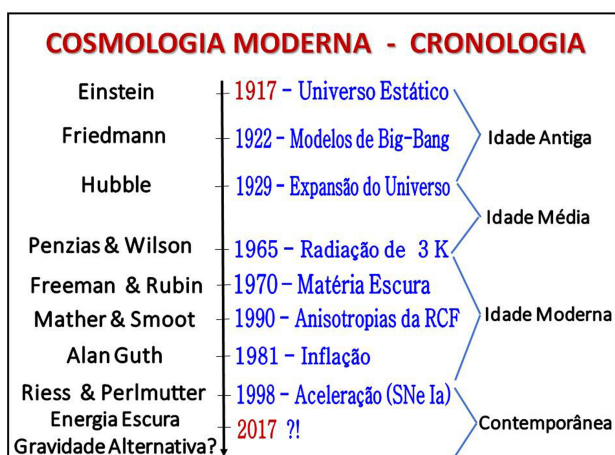 COSMOLOGIA MODERNA - CRONOLOGIA
Einstein 1917 - Universo Estático
Friedmann 1922 - Modelos de Big-Bang Idade Antiga
Hubble 1929 - Expansão do Universo
Idade Média
Penzias & Wilson 1965 - Radiação de 3 K
Freeman & Rubin 1970 - Matéria Escura
Mather & Smoot 1990 - Anisotropias da RCF Idade Moderna
Alan Guth 1981 - Inflação
Riess & Perlmutter 1998 - Aceleração (SNe Ia)
Energia Escura 2017 ?! Contemporânea
Gravidade Alternativa?